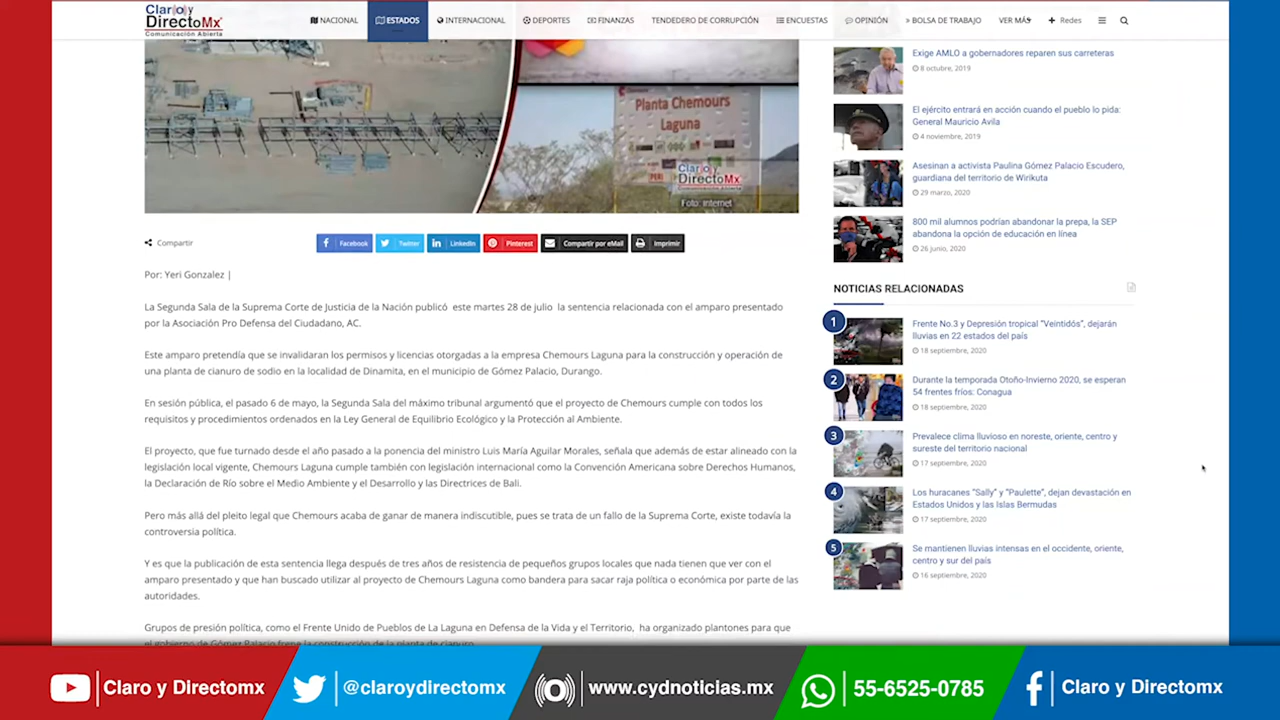 Claro y
DirectoMx
Comunicación Abierta
NACIONAL
ESTADOS
INTERNACIONAL
DEPORTES
FINANZAS
TENDEDERO DE CORRUPCIÓN
ENCUESTAS
OPINIÓN
» BOLSA DE TRABAJO
VER MÁS
Redes
Planta Chemours
Laguna
PERI
Claro y
DirectoMx
Foto: internet
Compartir
Facebook
Twitter
LinkedIn
Pinterest
Compartir por eMail
Imprimir
Por: Yeri Gonzalez |
La Segunda Sala de la Suprema Corte de Justicia de la Nación publicó este martes 28 de julio la sentencia relacionada con el amparo presentado
por la Asociación Pro Defensa del Ciudadano, AC.
Este amparo pretendía que se invalidaran los permisos y licencias otorgadas a la empresa Chemours Laguna para la construcción y operación de
una planta de cianuro de sodio en la localidad de Dinamita, en el municipio de Gómez Palacio, Durango.
En sesión pública, el pasado 6 de mayo, la Segunda Sala del máximo tribunal argumentó que el proyecto de Chemours cumple con todos los
requisitos y procedimientos ordenados en la Ley General de Equilibrio Ecológico y la Protección al Ambiente.
El proyecto, que fue turnado desde el año pasado a la ponencia del ministro Luis María Aguilar Morales, señala que además de estar alineado con la
legislación local vigente, Chemours Laguna cumple también con legislación internacional como la Convención Americana sobre Derechos Humanos,
la Declaración de Río sobre el Medio Ambiente y el Desarrollo y las Directrices de Bali.
Pero más allá del pleito legal que Chemours acaba de ganar de manera indiscutible, pues se trata de un fallo de la Suprema Corte, existe todavía la
controversia política.
Y es que la publicación de esta sentencia llega después de tres años de resistencia de pequeños grupos locales que nada tienen que ver con el
amparo presentado y que han buscado utilizar al proyecto de Chemours Laguna como bandera para sacar raja política o económica por parte de las
autoridades.
Grupos de presión política, como el Frente Unido de Pueblos de La Laguna en Defensa de la Vida y el Territorio, ha organizado plantones para que
el gobierno de Gómez Palacio frene la construcción de la planta de cianuro.
Exige AMLO a gobernadores reparen sus carreteras
8 octubre, 2019
El ejército entrará en acción cuando el pueblo lo pida:
General Mauricio Avila
4 noviembre, 2019
Asesinan a activista Paulina Gómez Palacio Escudero,
guardiana del territorio de Wirikuta
29 marzo, 2020
800 mil alumnos podrían abandonar la prepa, la SEP
abandona la opción de educación en línea
26 junio, 2020
NOTICIAS RELACIONADAS
1
Frente No.3 y Depresión tropical “Veintidós”, dejarán
lluvias en 22 estados del país
18 septiembre, 2020
2
Durante la temporada Otoño-Invierno 2020, se esperan
54 frentes fríos: Conagua
18 septiembre, 2020
3
Prevalece clima lluvioso en noreste, oriente, centro y
sureste del territorio nacional
17 septiembre, 2020
4
Los huracanes “Sally” y “Paulette”, dejan devastación en
Estados Unidos y las Islas Bermudas
17 septiembre, 2020
5
Se mantienen lluvias intensas en el occidente, oriente,
centro y sur del país
16 septiembre, 2020
Claro y Directomx
@claroydirectomx
www.cydnoticias.mx
55-6525-0785
Claro y Directomx